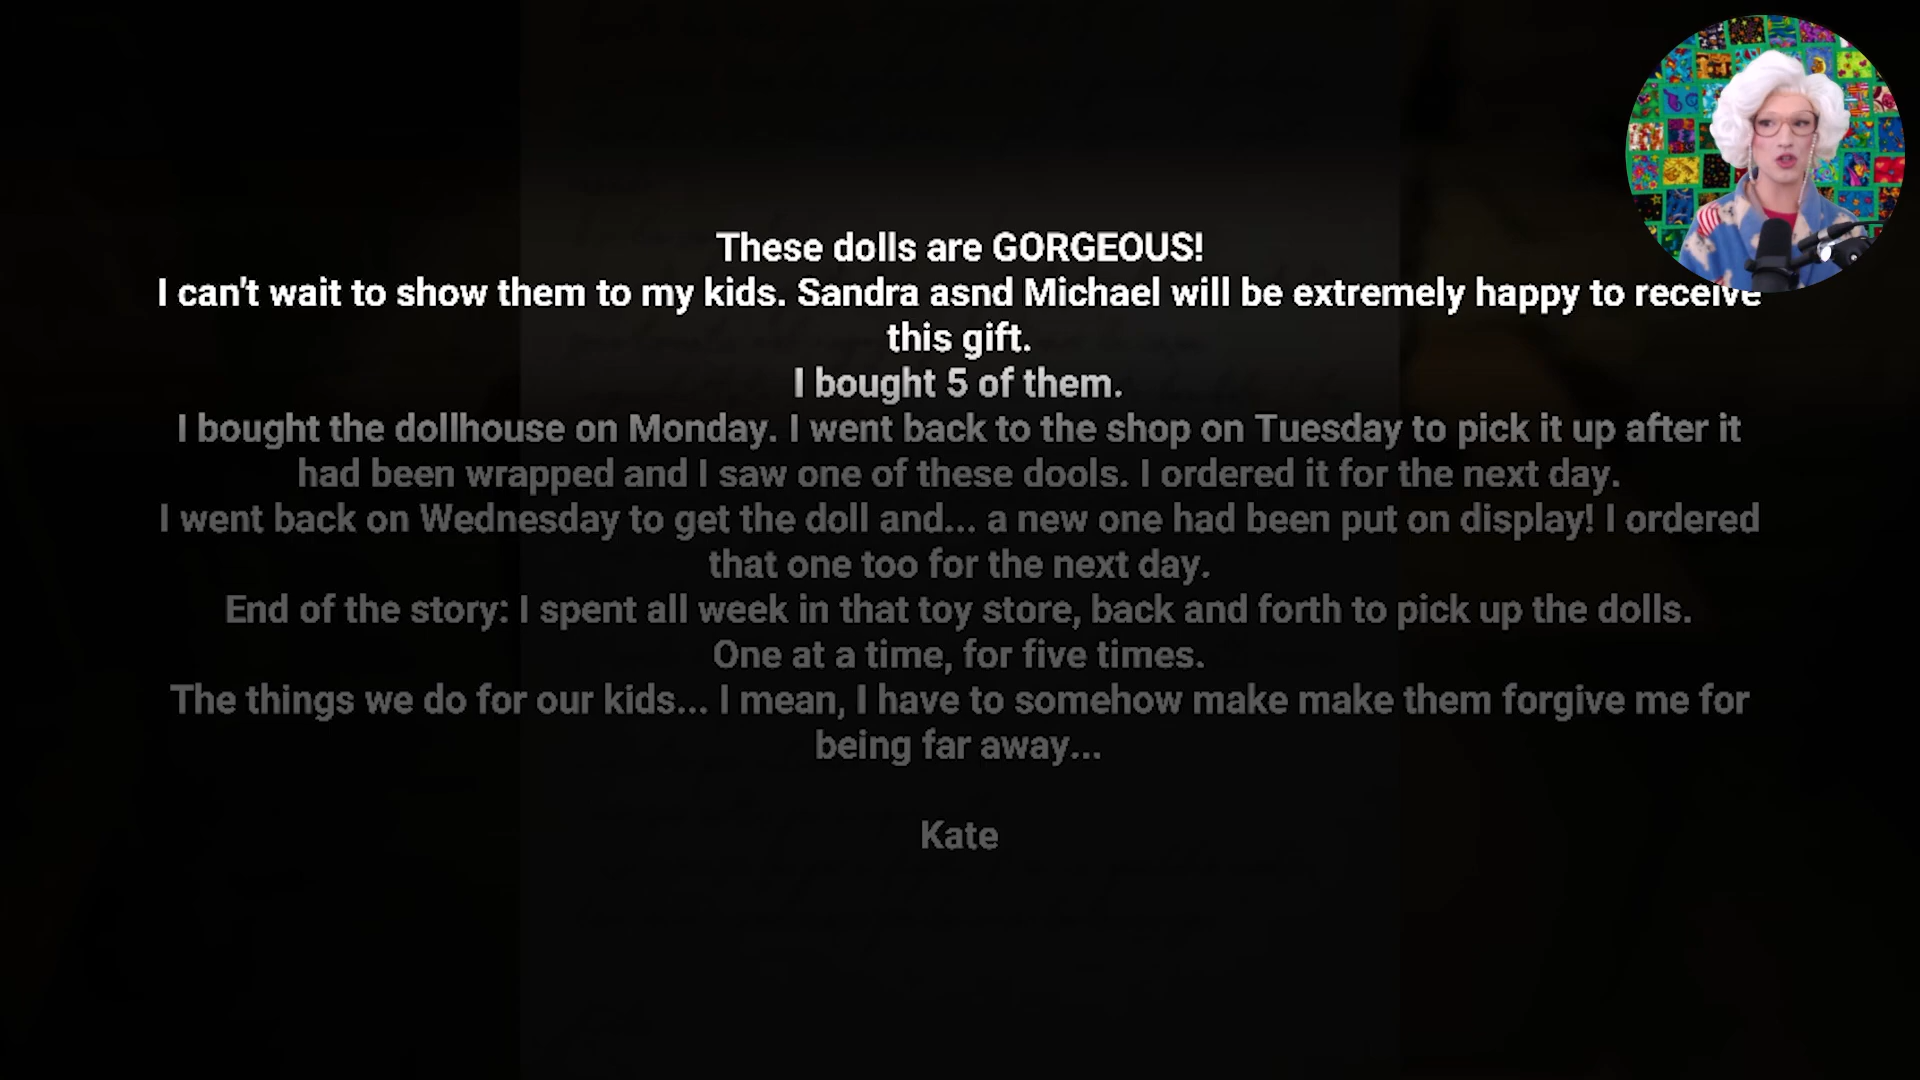 These dolls are GORGEOUS!
I can't wait to show them to my kids. Sandra asnd Michael will be extremely happy to receive
this gift.
I bought 5 of them.
I bought the dollhouse on Monday. I went back to the shop on Tuesday to pick it up after it
had been wrapped and I saw one of these dools. I ordered it for the next day.
I went back on Wednesday to get the doll and... a new one had been put on display! I ordered
that one too for the next day.
End of the story: I spent all week in that toy store, back and forth to pick up the dolls.
One at a time, for five times.
The things we do for our kids... I mean, I have to somehow make make them forgive me for
being far away...
Kate